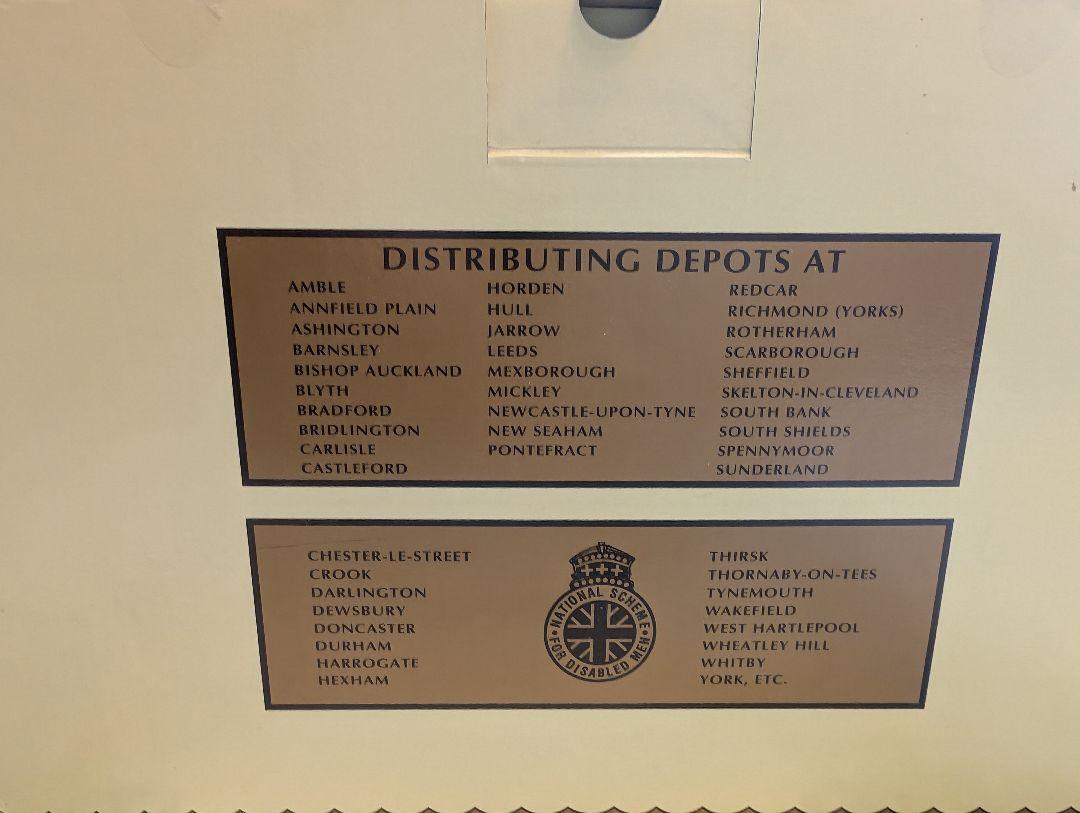 DISTRIBUTING DEPOTS AT
AMBLE
ANNFIELD PLAIN
ASHINGTON
BARNSLEY
BISHOP AUCKLAND
BLYTH
BRADFORD
BRIDLINGTON
CARLISLE
CASTLEFORD
HORDEN
HULL
JARROW
LEEDS
MEXBOROUGH
MICKLEY
NEWCASTLE-UPON-TYNE
NEW SEAHAM
PONTEFRACT
REDCAR
RICHMOND (YORKS)
ROTHERHAM
SCARBOROUGH
SHEFFIELD
SKELTON-IN-CLEVELAND
SOUTH BANK
SOUTH SHIELDS
SPENNYMOOR
SUNDERLAND
CHESTER-LE-STREET
CROOK
DARLINGTON
DEWSBURY
DONCASTER
DURHAM
HARROGATE
HEXHAM
NATIONAL SCHEME
FOR DISABLED MEN
THIRSK
THORNABY-ON-TEES
TYNEMOUTH
WAKEFIELD
WEST HARTLEPOOL
WHEATLEY HILL
WHITBY
YORK, ETC.